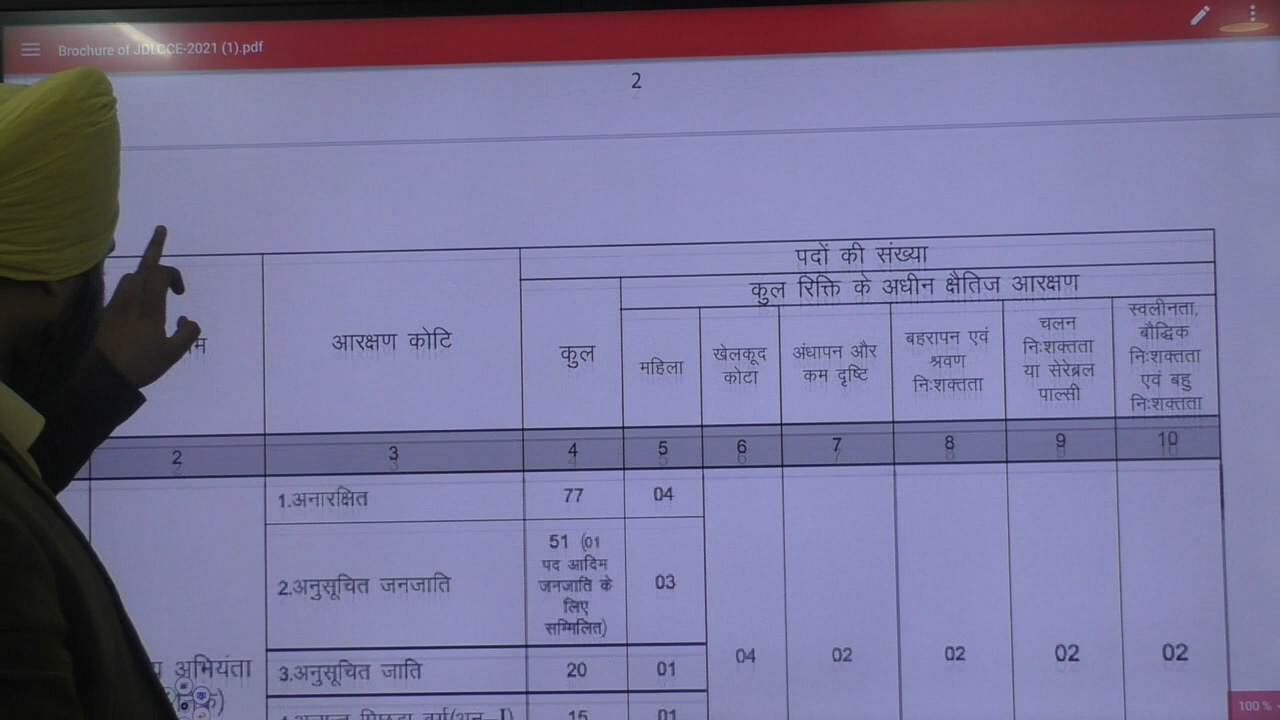 Brochure of JDLCCE-2021 (1).pdf
2
पदों की संख्या
कुल रिक्ति के अधीन क्षैतिज आरक्षण
आरक्षण कोटि
कुल
महिला
खेलकूद
कोटा
अंधापन और
कम दृष्टि
बहरापन एवं
श्रवण
निःशक्तता
चलन
निःशक्तता
या सेरेब्रल
पाल्सी
स्वलीनता,
बौद्धिक
निःशक्तता
एवं बहु
निःशक्तता
2 3 4 5 6 7 8 9 10
1.अनारक्षित 77 04
2.अनुसूचित जनजाति
51 (01
पद आदिम
जनजाति के
लिए
सम्मिलित)
03
अभियंता
3.अनुसूचित जाति 20 01
04 02 02 02 02
15 01
100 %